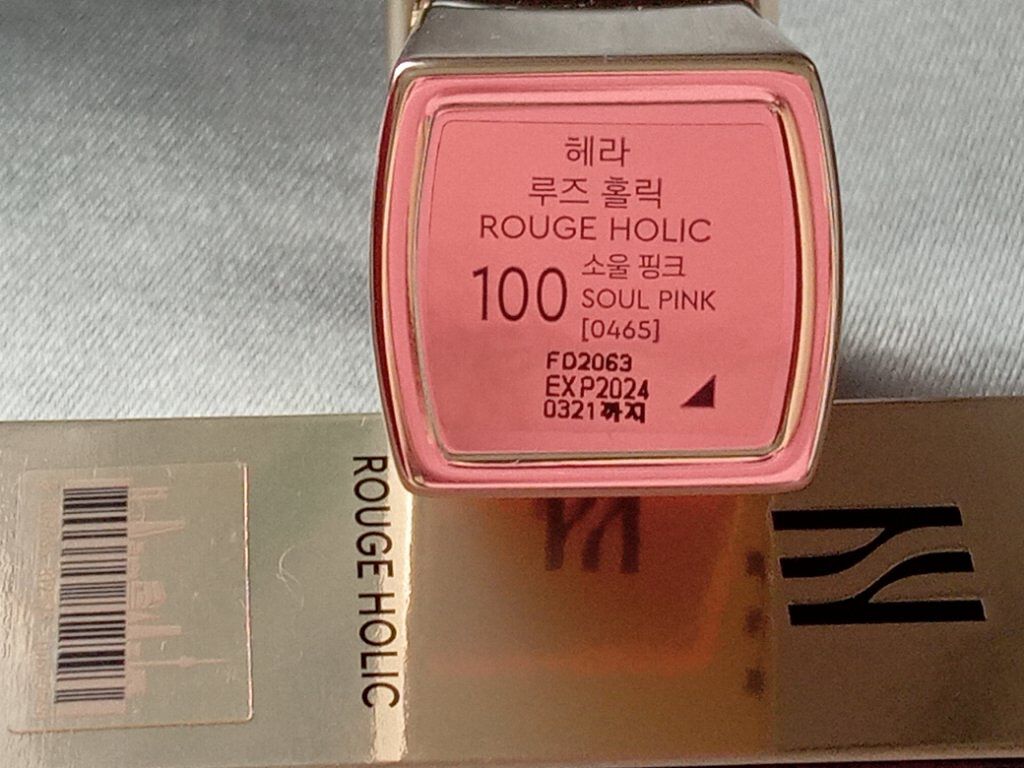 헤라
루즈 홀릭
ROUGE HOLIC
100 소울 핑크
SOUL PINK
[0465]
FD2063
EXP2024
0321까지
ROUGE HOLIC